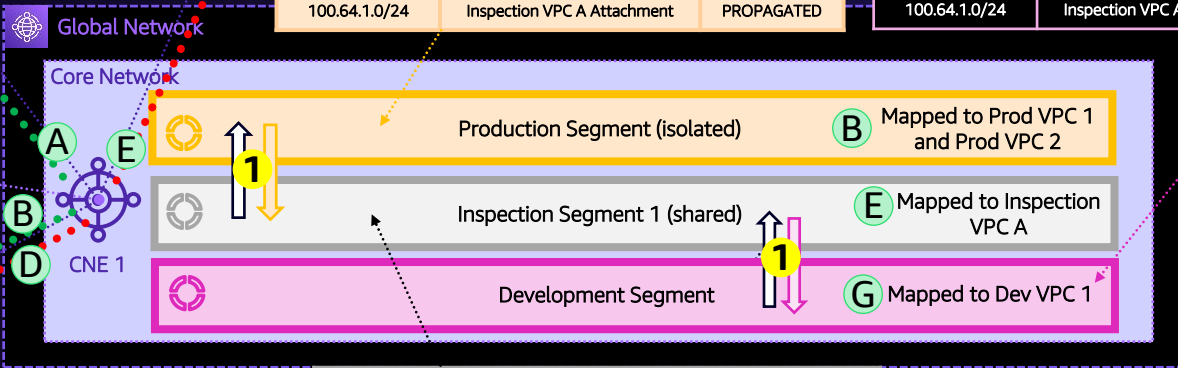 100.64.1.0/24
Inspection VPC A Attachment
PROPAGATED
100.64.1.0/24
Inspection VPC A
Global Network
Core Network
A
E
B
D
CNE 1
Production Segment (isolated)
B
Mapped to Prod VPC 1
and Prod VPC 2
1
Inspection Segment 1 (shared)
E
Mapped to Inspection
VPC A
1
Development Segment
G
Mapped to Dev VPC 1